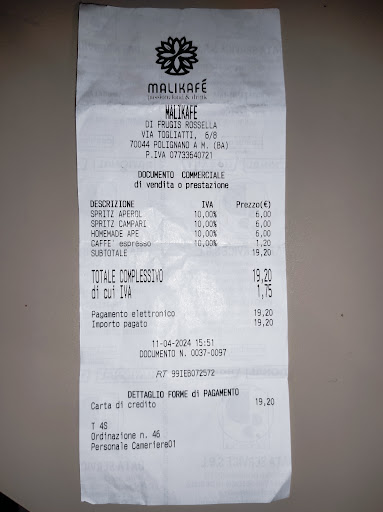 MALIKAFÉ
MALIKAFE
DI FRUGIS ROSSELLA
VIA TOGLIATTI, 6/8
70044 POLIGNANO A M. (BA)
P.IVA 07733640721
DOCUMENTO COMMERCIALE
di vendita o prestazione
DESCRIZIONE IVA Prezzo(€)
SPRITZ APEROL 10,00% 6,00
SPRITZ CAMPARI 10,00% 6,00
HOMEMADE APE 10,00% 6,00
CAFFE' espresso 10,00% 1,20
SUBTOTALE 19,20
TOTALE COMPLESSIVO 19,20
di cui IVA 1,75
Pagamento elettronico 19,20
Importo pagato 19,20
11-04-2024 15:51
DOCUMENTO N. 0037-0097
RT 99IEB072572
DETTAGLIO FORME di PAGAMENTO
Carta di credito 19,20
T 4S
Ordinazione n. 46
Personale Cameriere01